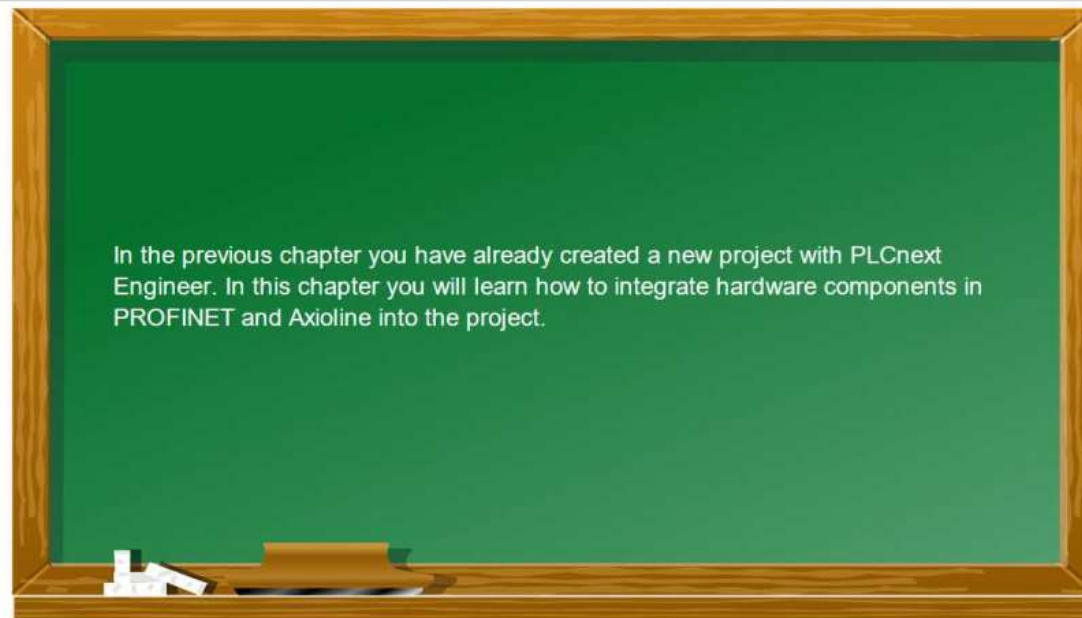 In the previous chapter you have already created a new project with PLCnext
Engineer. In this chapter you will learn how to integrate hardware components in
PROFINET and Axioline into the project.